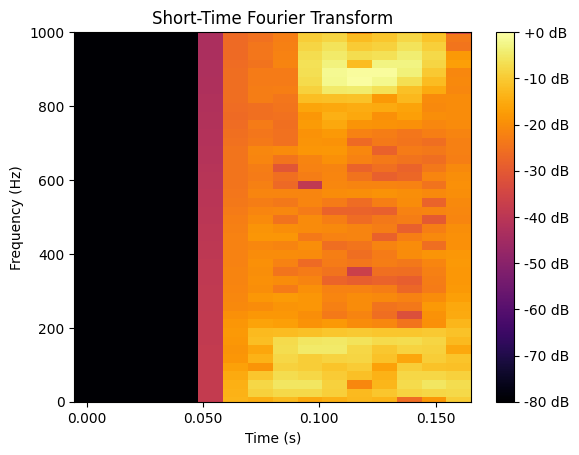 Short-Time Fourier Transform
1000
800
600
400
200
0
Frequency (Hz)
0.000
0.050
0.100
0.150
Time (s)
+0 dB
-10 dB
-20 dB
-30 dB
-40 dB
-50 dB
-60 dB
-70 dB
-80 dB